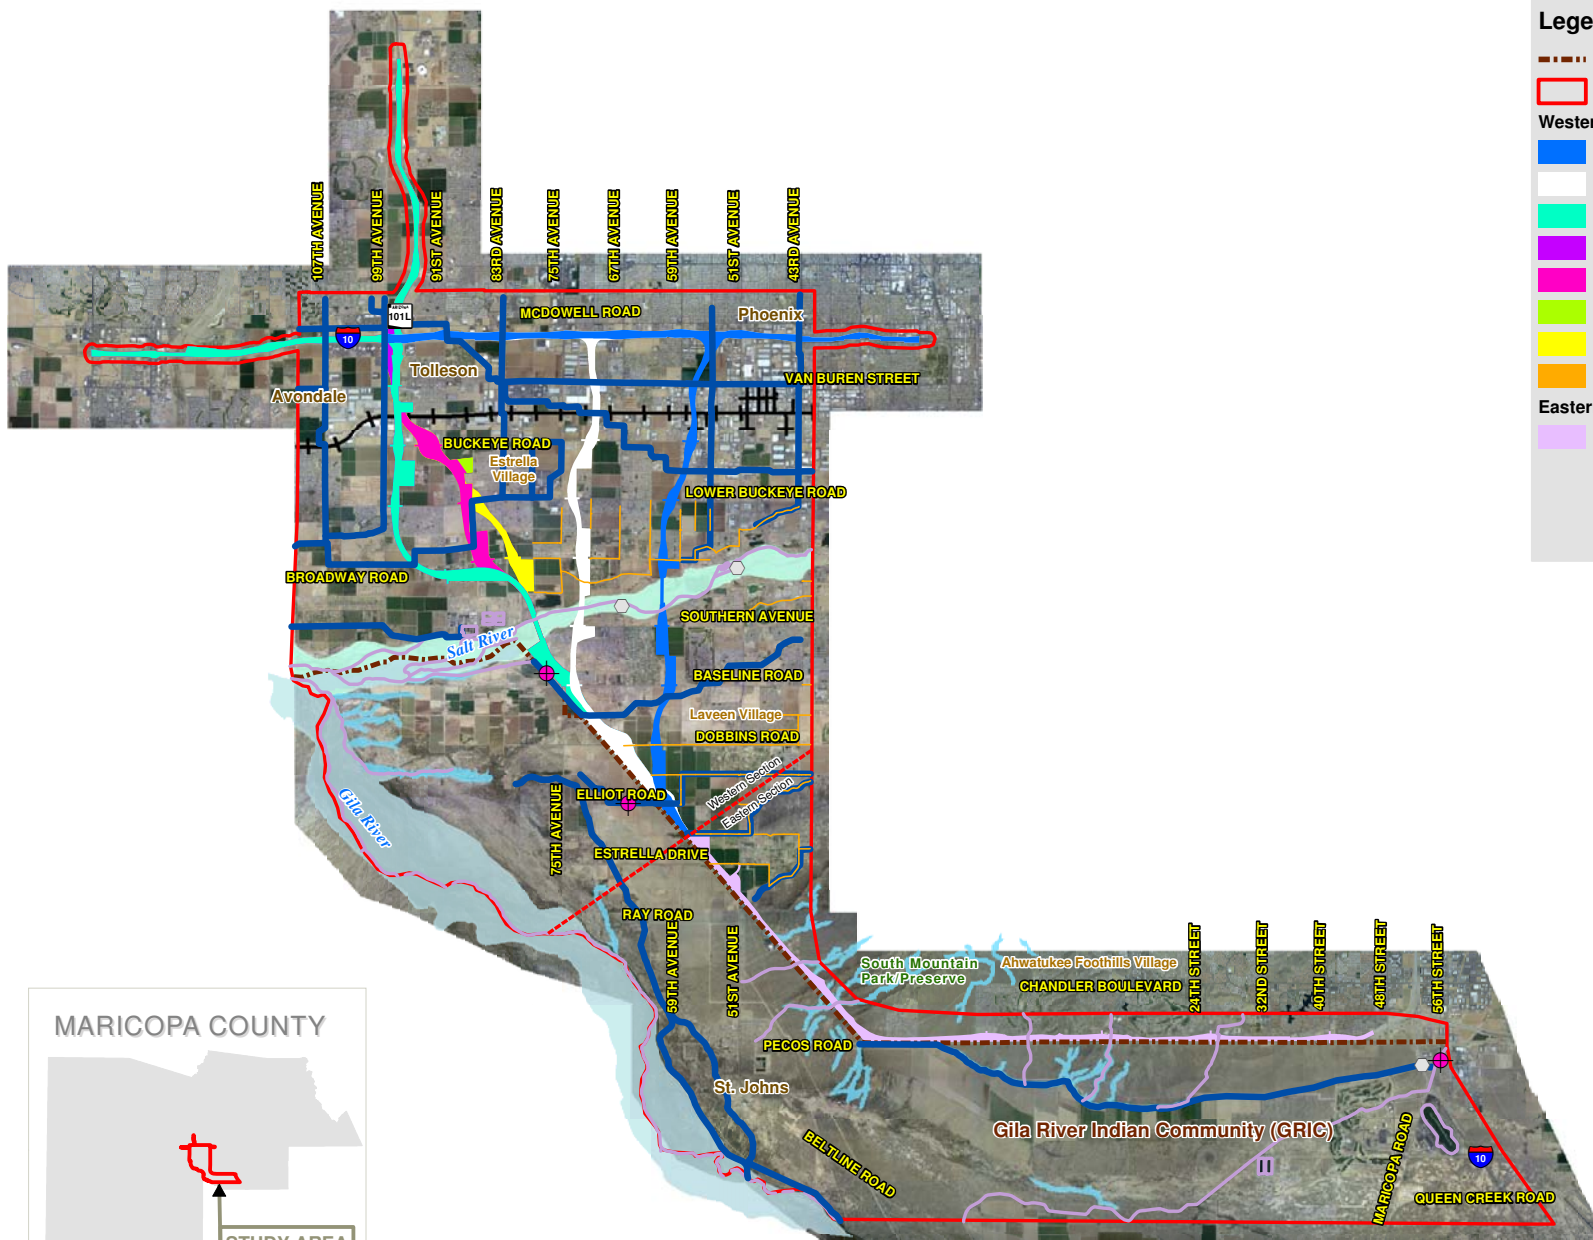 Lege
Wester
Easter
107TH AVENUE
99TH AVENUE
91ST AVENUE
83RD AVENUE
75TH AVENUE
67TH AVENUE
59TH AVENUE
51ST AVENUE
43RD AVENUE
ARIZONA
101L
MCDOWELL ROAD
Phoenix
10
Tolleson
VAN BUREN STREET
Avondale
BUCKEYE ROAD
Estrella
Village
LOWER BUCKEYE ROAD
BROADWAY ROAD
SOUTHERN AVENUE
Salt River
BASELINE ROAD
Laveen Village
DOBBINS ROAD
Western Section
Eastern Section
ELLIOT ROAD
Gila River
75TH AVENUE
ESTRELLA DRIVE
RAY ROAD
59TH AVENUE
51ST AVENUE
South Mountain
Park/Preserve
Ahwatukee Foothills Village
CHANDLER BOULEVARD
24TH STREET
32ND STREET
40TH STREET
48TH STREET
56TH STREET
PECOS ROAD
St. Johns
Gila River Indian Community (GRIC)
BELTLINE ROAD
MARICOPA ROAD
10
QUEEN CREEK ROAD
MARICOPA COUNTY
STUDY AREA